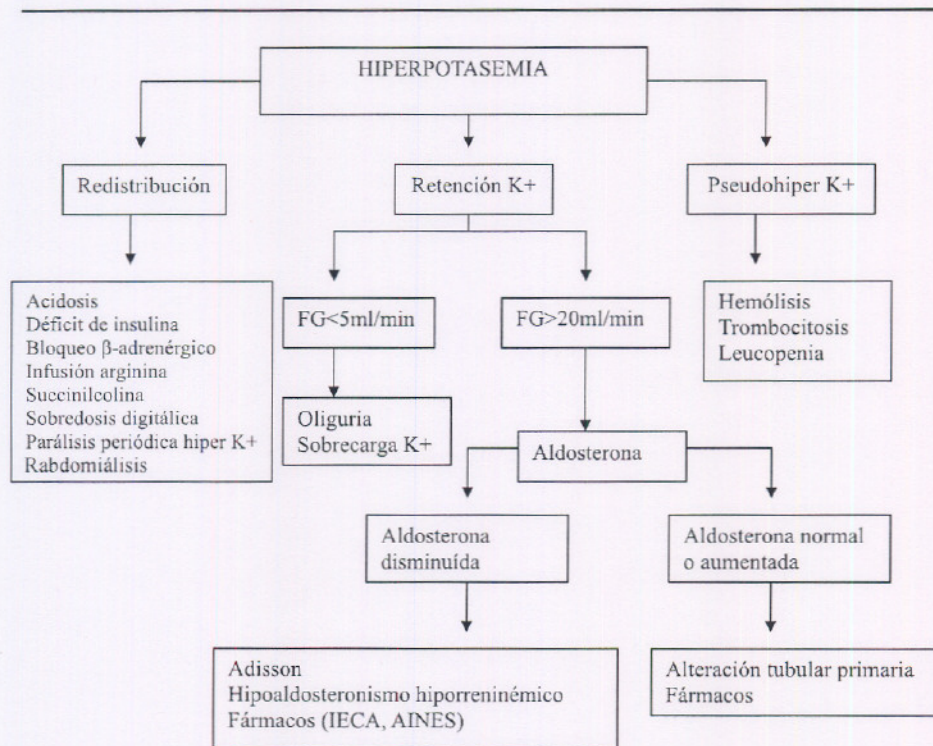 HIPERPOTASEMIA
Redistribución
Retención K+
Pseudohiper K+
Acidosis
Déficit de insulina
Bloqueo β-adrenérgico
Infusión arginina
Succinilcolina
Sobredosis digitálica
Parálisis periódica hiper K+
Rabdomiálisis
FG<5ml/min
FG>20ml/min
Hemólisis
Trombocitosis
Leucopenia
Oliguria
Sobrecarga K+
Aldosterona
Aldosterona
disminuída
Aldosterona normal
o aumentada
Adisson
Hipoaldosteronismo hiporreninémico
Fármacos (IECA, AINES)
Alteración tubular primaria
Fármacos